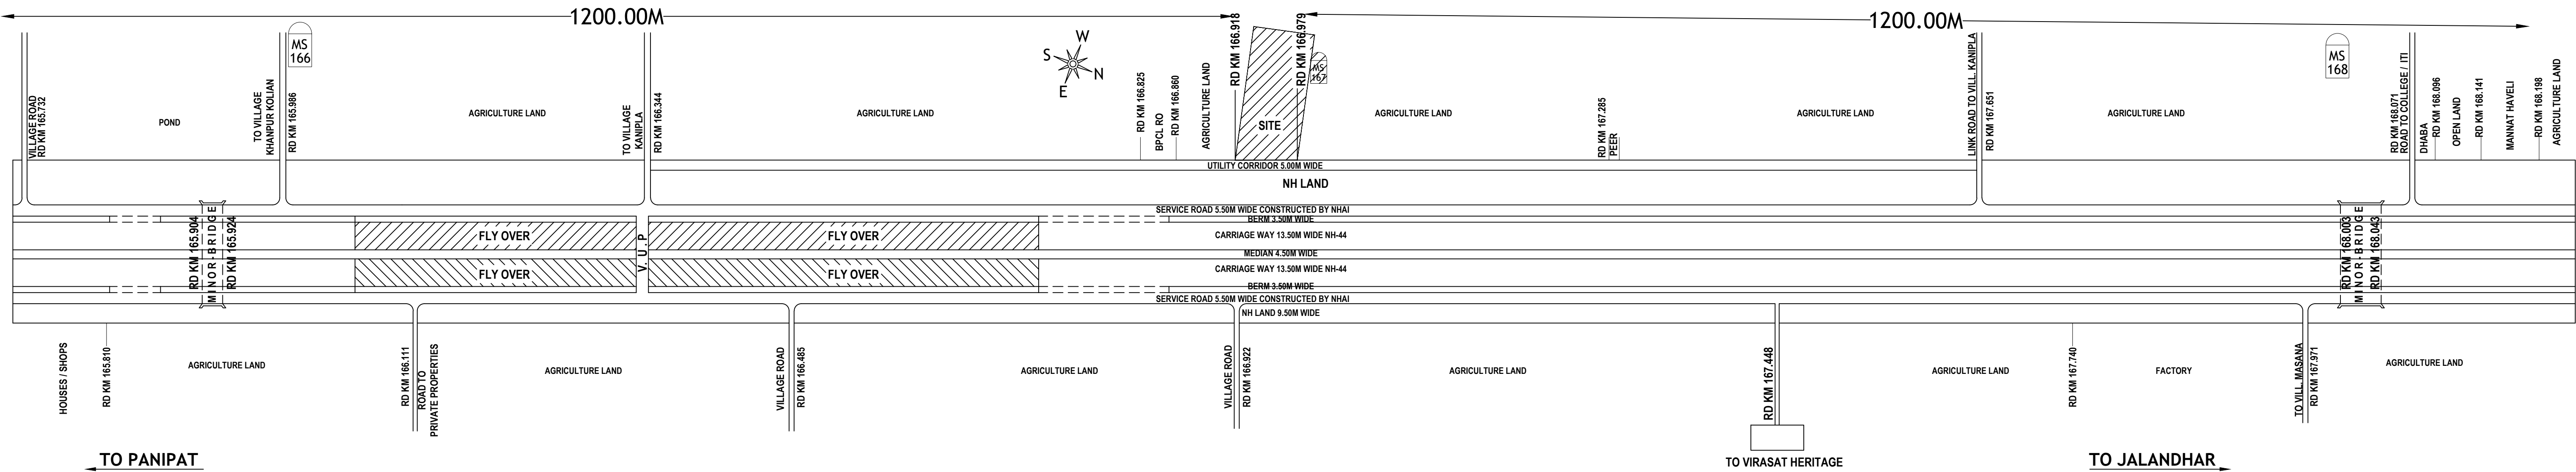 1200.00M
1200.00M
MS
166
W
S
N
E
RD KM 166.918
RD KM 166.979
MS
167
MS
168
VILLAGE ROAD
RD KM 165.732
POND
TO VILLAGE
KHANPUR KOLIAN
RD KM 165.986
AGRICULTURE LAND
TO VILLAGE
KANIPLA
RD KM 166.344
AGRICULTURE LAND
RD KM 166.825
BPCL RO
RD KM 166.860
AGRICULTURE LAND
SITE
AGRICULTURE LAND
RD KM 167.285
PEER
AGRICULTURE LAND
LINK ROAD TO VILL. KANIPLA
RD KM 167.651
AGRICULTURE LAND
RD KM 168.071
ROAD TO COLLEGE / ITI
DHABA
RD KM 168.096
OPEN LAND
RD KM 168.141
MANNAT HAVELI
RD KM 168.198
AGRICULTURE LAND
UTILITY CORRIDOR 5.00M WIDE
NH LAND
SERVICE ROAD 5.50M WIDE CONSTRUCTED BY NHAI
BERM 3.50M WIDE
CARRIAGE WAY 13.50M WIDE NH-44
MEDIAN 4.50M WIDE
CARRIAGE WAY 13.50M WIDE NH-44
BERM 3.50M WIDE
SERVICE ROAD 5.50M WIDE CONSTRUCTED BY NHAI
NH LAND 9.50M WIDE
RD KM 165.904
MINOR-BRIDGE
RD KM 165.924
FLY OVER
FLY OVER
V. U. P
FLY OVER
FLY OVER
RD KM 168.003
MINOR-BRIDGE
RD KM 168.043
HOUSES / SHOPS
RD KM 165.810
AGRICULTURE LAND
RD KM 166.111
ROAD TO
PRIVATE PROPERTIES
AGRICULTURE LAND
VILLAGE ROAD
RD KM 166.485
AGRICULTURE LAND
VILLAGE ROAD
RD KM 166.922
AGRICULTURE LAND
RD KM 167.448
AGRICULTURE LAND
RD KM 167.740
FACTORY
TO VILL. MASANA
RD KM 167.971
AGRICULTURE LAND
TO PANIPAT
TO VIRASAT HERITAGE
TO JALANDHAR